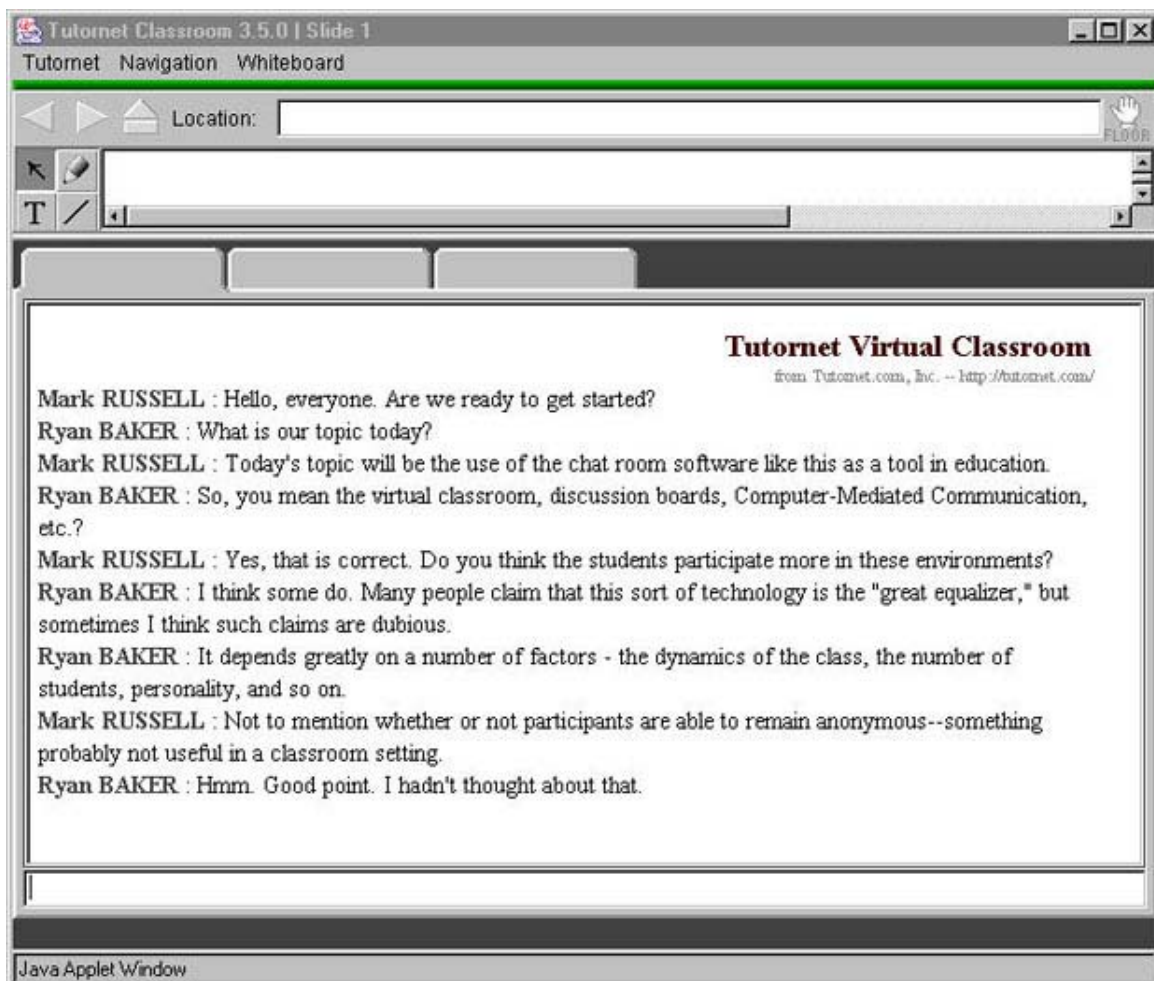 Tutornet Classroom 3.5.0 | Slide 1
Tutornet Navigation Whiteboard
Location:
FLOOR
T
Tutornet Virtual Classroom
from Tutornet.com, Inc. -- http://tutornet.com/
Mark RUSSELL : Hello, everyone. Are we ready to get started?
Ryan BAKER : What is our topic today?
Mark RUSSELL : Today's topic will be the use of the chat room software like this as a tool in education.
Ryan BAKER : So, you mean the virtual classroom, discussion boards, Computer-Mediated Communication,
etc.?
Mark RUSSELL : Yes, that is correct. Do you think the students participate more in these environments?
Ryan BAKER : I think some do. Many people claim that this sort of technology is the "great equalizer," but
sometimes I think such claims are dubious.
Ryan BAKER : It depends greatly on a number of factors - the dynamics of the class, the number of
students, personality, and so on.
Mark RUSSELL : Not to mention whether or not participants are able to remain anonymous--something
probably not useful in a classroom setting.
Ryan BAKER : Hmm. Good point. I hadn't thought about that.
Java Applet Window